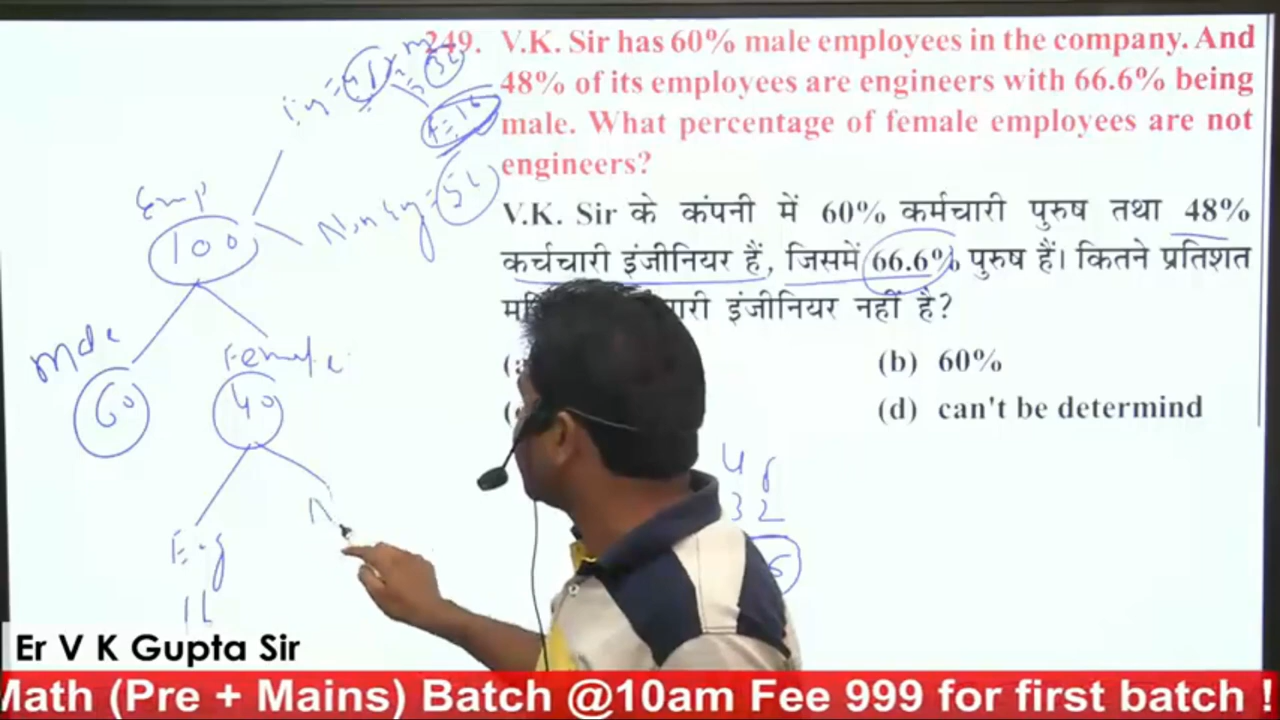 249. V.K. Sir has 60% male employees in the company. And
48% of its employees are engineers with 66.6% being
male. What percentage of female employees are not
engineers?
V.K. Sir के कंपनी में 60% कर्मचारी पुरुष तथा 48%
कर्चचारी इंजीनियर हैं, जिसमें 66.6% पुरुष हैं। कितने प्रतिशत
इंजीनियर नहीं है?
(b) 60%
(d) can't be determind
Emp
100
Male
60
Female
40
Eng
16
Non Eng = 52
32
Er V K Gupta Sir
Math (Pre + Mains) Batch @10am Fee 999 for first batch !